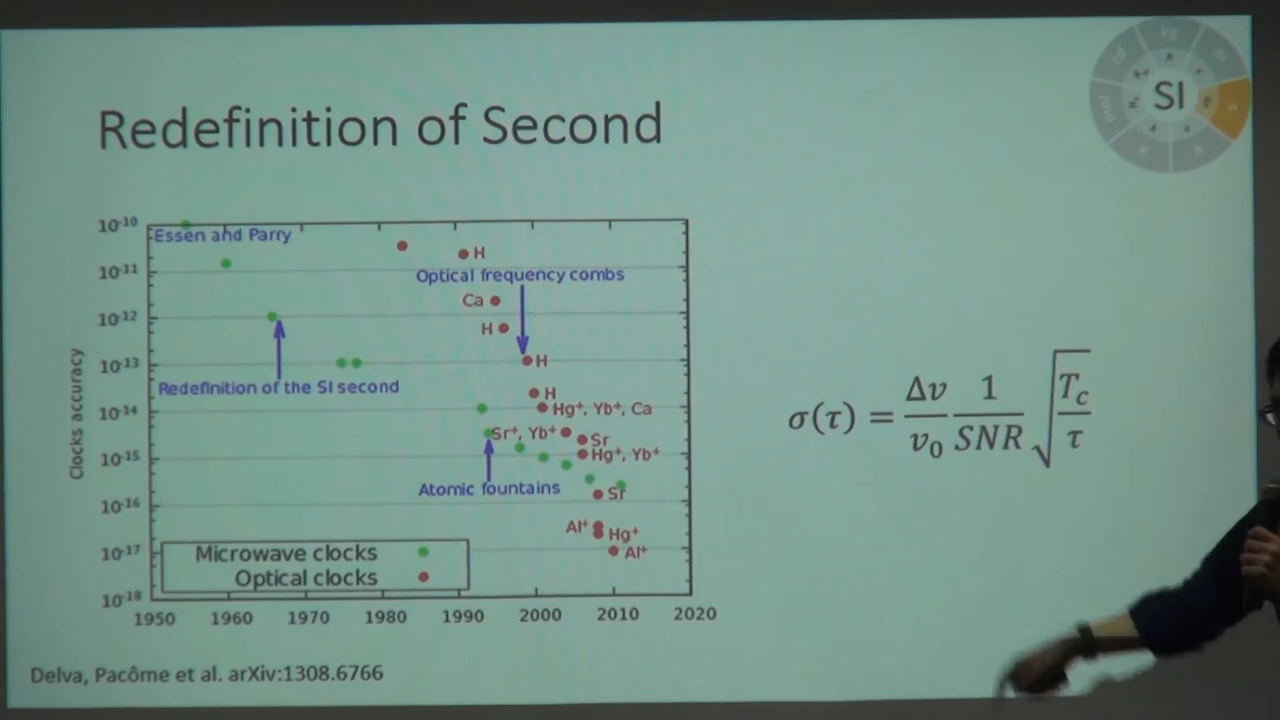 Redefinition of Second
SI
Clocks accuracy
10⁻¹⁰
10⁻¹¹
10⁻¹²
10⁻¹³
10⁻¹⁴
10⁻¹⁵
10⁻¹⁶
10⁻¹⁷
10⁻¹⁸
Essen and Parry
H
Optical frequency combs
Ca
H
H
Redefinition of the SI second
H
Hg⁺, Yb⁺, Ca
Sr⁺, Yb⁺
Sr
Hg⁺, Yb⁺
Atomic fountains
Sr
Al⁺
Hg⁺
Al⁺
Microwave clocks
Optical clocks
1950 1960 1970 1980 1990 2000 2010 2020
σ(τ) = Δν/ν₀ 1/SNR √(T_c/τ)
Delva, Pacôme et al. arXiv:1308.6766